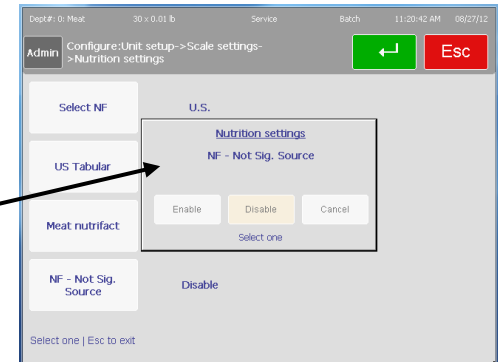 Dept#: 0: Meat 30 x 0.01 lb Service Batch 11:20:42 AM 08/27/12
Admin
Configure:Unit setup->Scale settings-
>Nutrition settings
Esc
Select NF U.S.
Nutrition settings
NF - Not Sig. Source
US Tabular
Enable Disable Cancel
Select one
Meat nutrifact
NF - Not Sig.
Source
Disable
Select one | Esc to exit